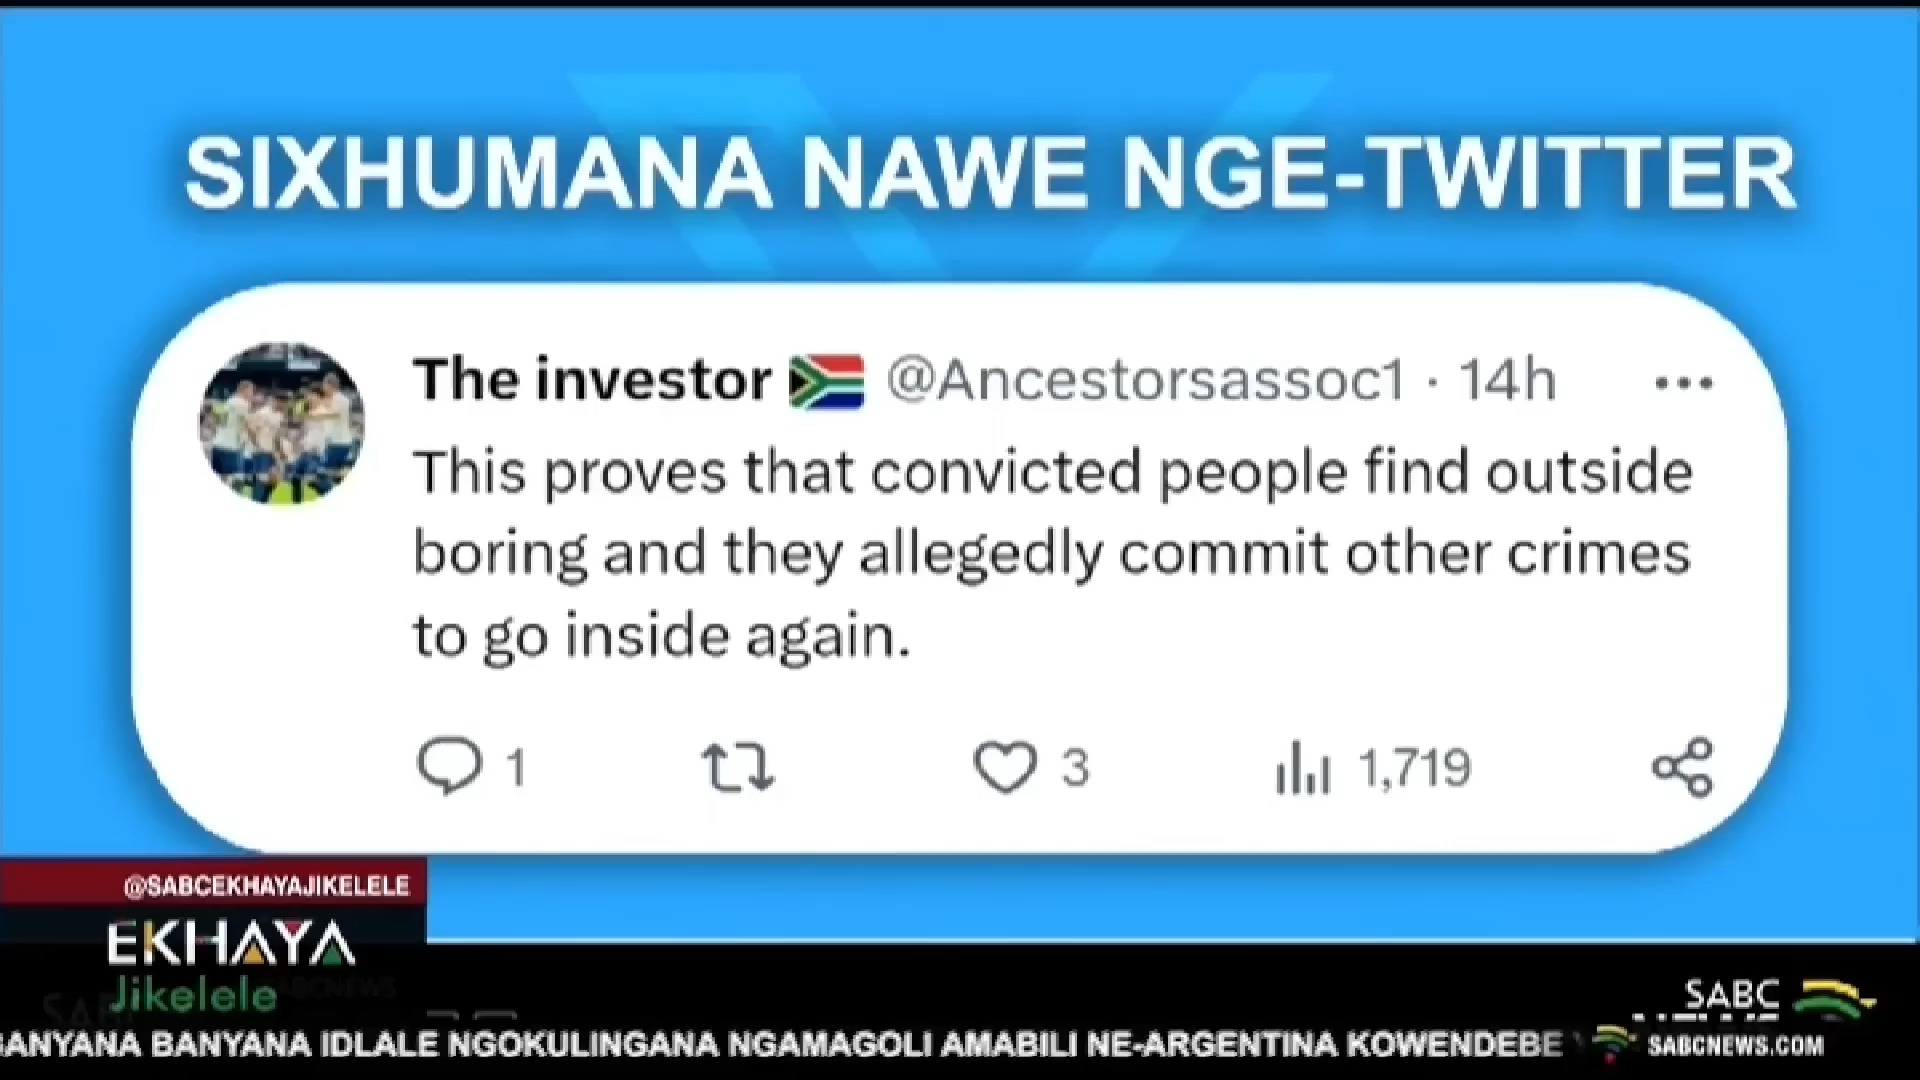 SIXHUMANA NAWE NGE-TWITTER
The investor @Ancestorsassoc1 · 14h
This proves that convicted people find outside
boring and they allegedly commit other crimes
to go inside again.
1 3 1,719
@SABCEKHAYAJIKELELE
EKHAYA
Jikelele
SABC
BANYANA IDLALE NGOKULINGANA NGAMAGOLI AMABILI NE-ARGENTINA KOWENDEBE
SABCNEWS.COM